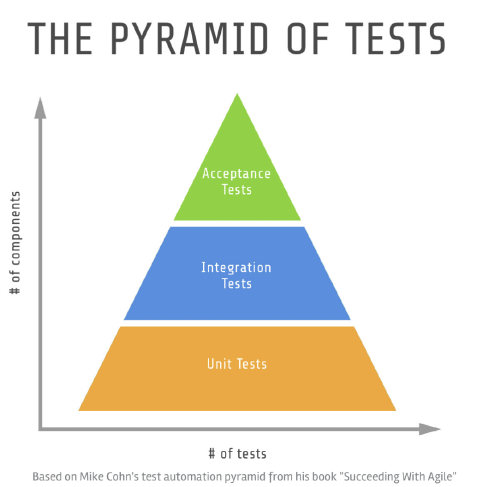 THE PYRAMID OF TESTS
# of components
Acceptance
Tests
Integration
Tests
Unit Tests
# of tests
Based on Mike Cohn's test automation pyramid from his book "Succeeding With Agile"